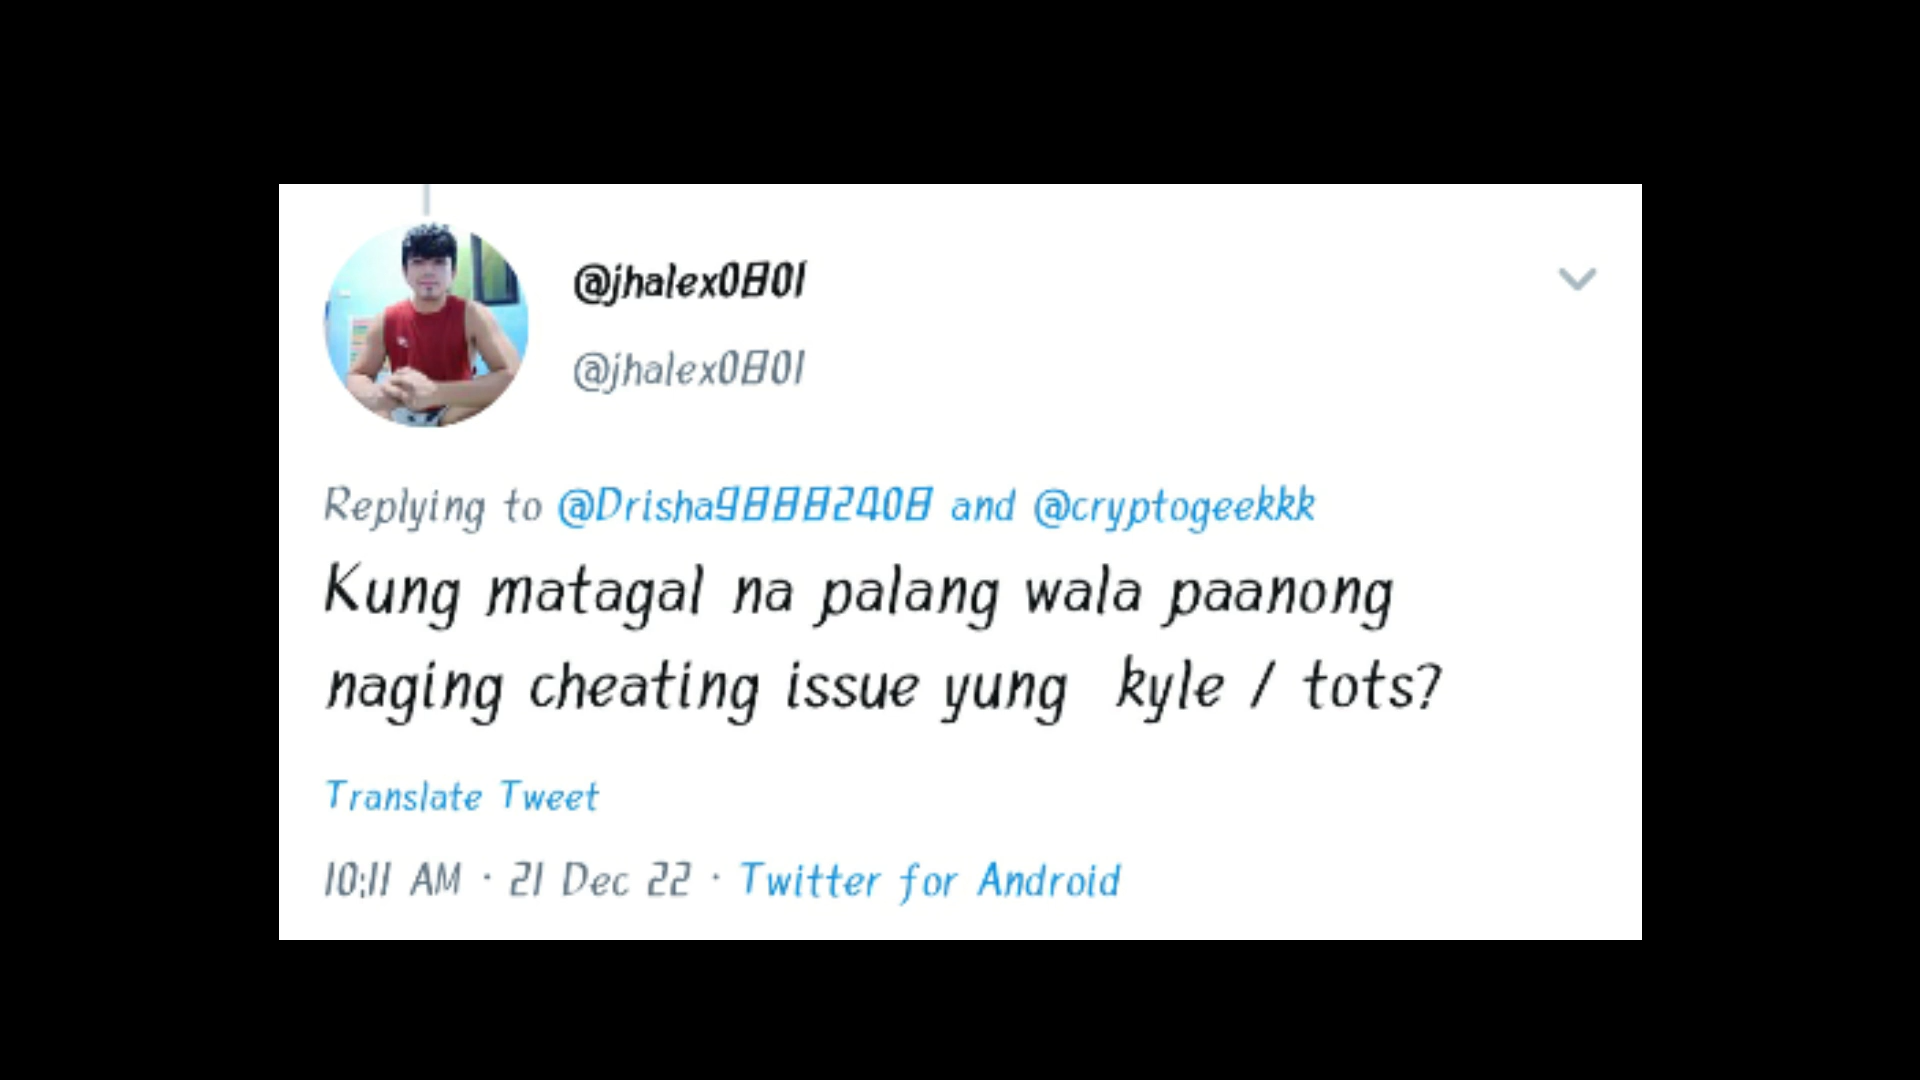 @jhalex0801
@jhalex0801
Replying to @Drisha98882408 and @cryptogeekkk
Kung matagal na palang wala paanong
naging cheating issue yung kyle / tots?
Translate Tweet
10:11 AM · 21 Dec 22 · Twitter for Android